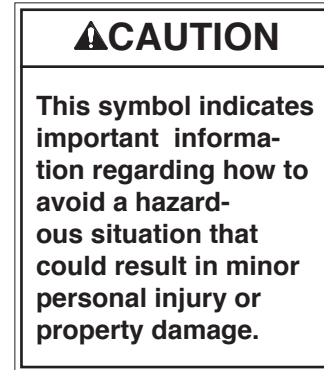 ⚠CAUTION
This symbol indicates
important informa-
tion regarding how to
avoid a hazard-
ous situation that
could result in minor
personal injury or
property damage.